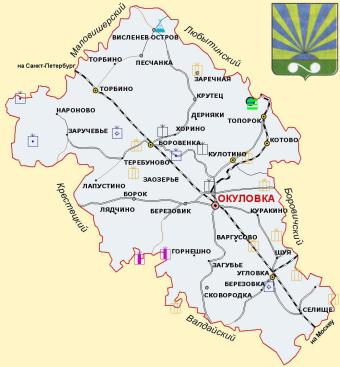 Маловишерский
Любытинский
ВИСЛЕНЕВ ОСТРОВ
на Санкт-Петербург
ТОРБИНО
ПЕСЧАНКА
ЗАРЕЧНАЯ
ТОРБИНО
КРУТЕЦ
НАРОНОВО
ДЕРНЯКИ
ТОПОРОК
ЗАРУЧЕВЬЕ
ХОРИНО
БОРОВЕНКА
КОТОВО
КУЛОТИНО
ТЕРЕБУНОВО
ЗАОЗЕРЬЕ
ЛАПУСТИНО
Крестецкий
БОРОК
ОКУЛОВКА
Боровичский
ЛЯДЧИНО
БЕРЕЗОВИК
КУРАКИНО
ВАРГУСОВО
ГОРНЕШНО
ШУЯ
ЗАГУБЬЕ
УГЛОВКА
БЕРЕЗОВКА
СКОВОРОДКА
СЕЛИЩЕ
Валдайский
на Москву